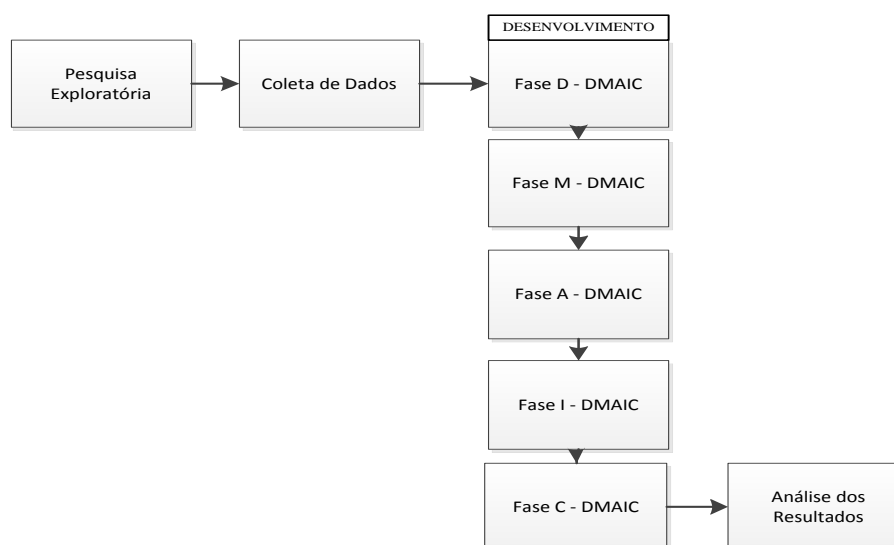 DESENVOLVIMENTO
Pesquisa
Exploratória
Coleta de Dados
Fase D - DMAIC
Fase M - DMAIC
Fase A - DMAIC
Fase I - DMAIC
Fase C - DMAIC
Análise dos
Resultados